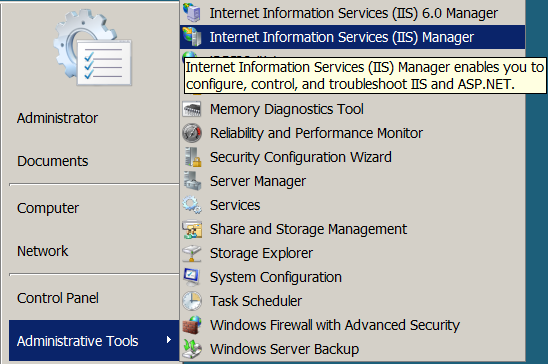 Internet Information Services (IIS) 6.0 Manager
Internet Information Services (IIS) Manager
Internet Information Services (IIS) Manager enables you to
configure, control, and troubleshoot IIS and ASP.NET.
Memory Diagnostics Tool
Reliability and Performance Monitor
Security Configuration Wizard
Server Manager
Services
Share and Storage Management
Storage Explorer
System Configuration
Task Scheduler
Windows Firewall with Advanced Security
Windows Server Backup
Administrator
Documents
Computer
Network
Control Panel
Administrative Tools